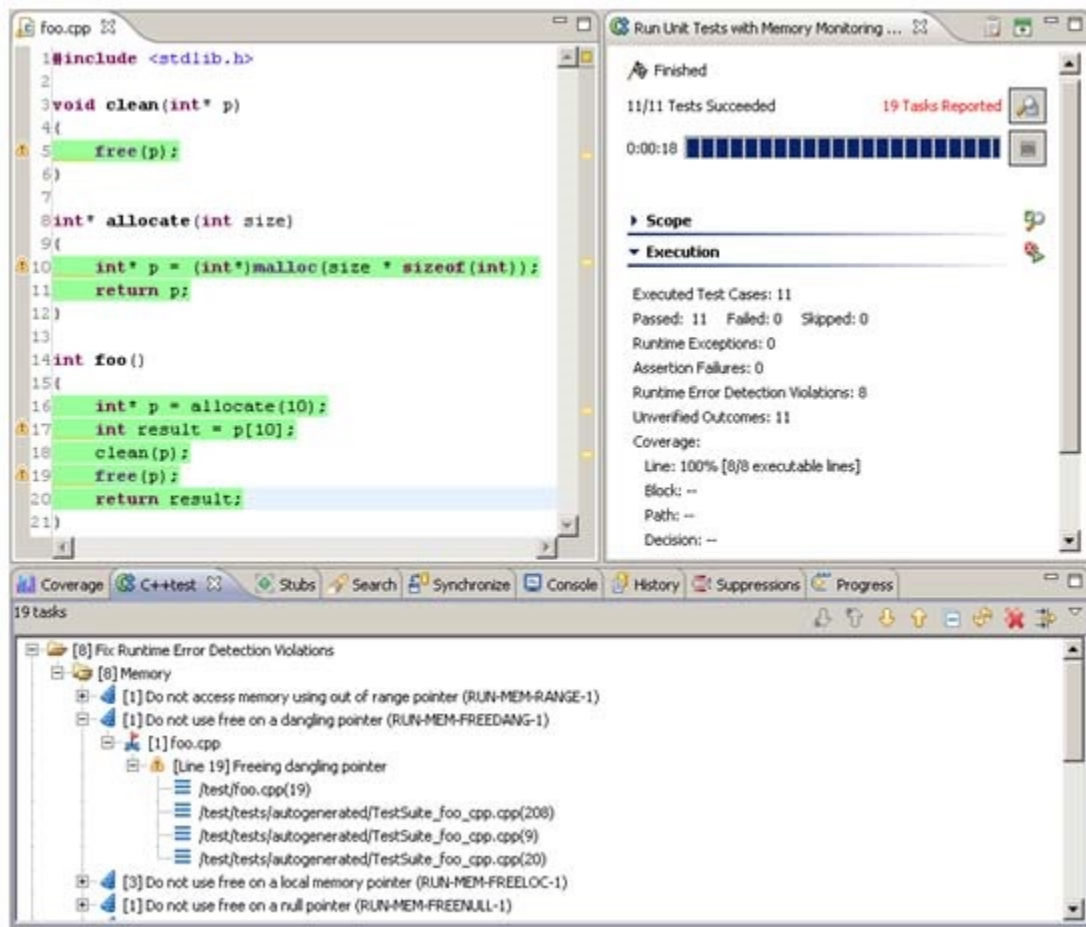 foo.cpp
1 #include <stdlib.h>
2
3 void clean(int* p)
4 {
5 free(p);
6 }
7
8 int* allocate(int size)
9 {
10 int* p = (int*)malloc(size * sizeof(int));
11 return p;
12 }
13
14 int foo()
15 {
16 int* p = allocate(10);
17 int result = p[10];
18 clean(p);
19 free(p);
20 return result;
21 }
Run Unit Tests with Memory Monitoring ...
Finished
11/11 Tests Succeeded 19 Tasks Reported
0:00:18
Scope
Execution
Executed Test Cases: 11
Passed: 11 Failed: 0 Skipped: 0
Runtime Exceptions: 0
Assertion Failures: 0
Runtime Error Detection Violations: 8
Unverified Outcomes: 11
Coverage:
Line: 100% [8/8 executable lines]
Block: --
Path: --
Decision: --
Coverage C++test Stubs Search Synchronize Console History Suppressions Progress
19 tasks
[8] Fix Runtime Error Detection Violations
[8] Memory
[1] Do not access memory using out of range pointer (RUN-MEM-RANGE-1)
[1] Do not use free on a dangling pointer (RUN-MEM-FREEDANG-1)
[1] foo.cpp
[Line 19] Freeing dangling pointer
/test/foo.cpp(19)
/test/tests/autogenerated/TestSuite_foo_cpp.cpp(208)
/test/tests/autogenerated/TestSuite_foo_cpp.cpp(9)
/test/tests/autogenerated/TestSuite_foo_cpp.cpp(20)
[3] Do not use free on a local memory pointer (RUN-MEM-FREELOC-1)
[1] Do not use free on a null pointer (RUN-MEM-FREENULL-1)